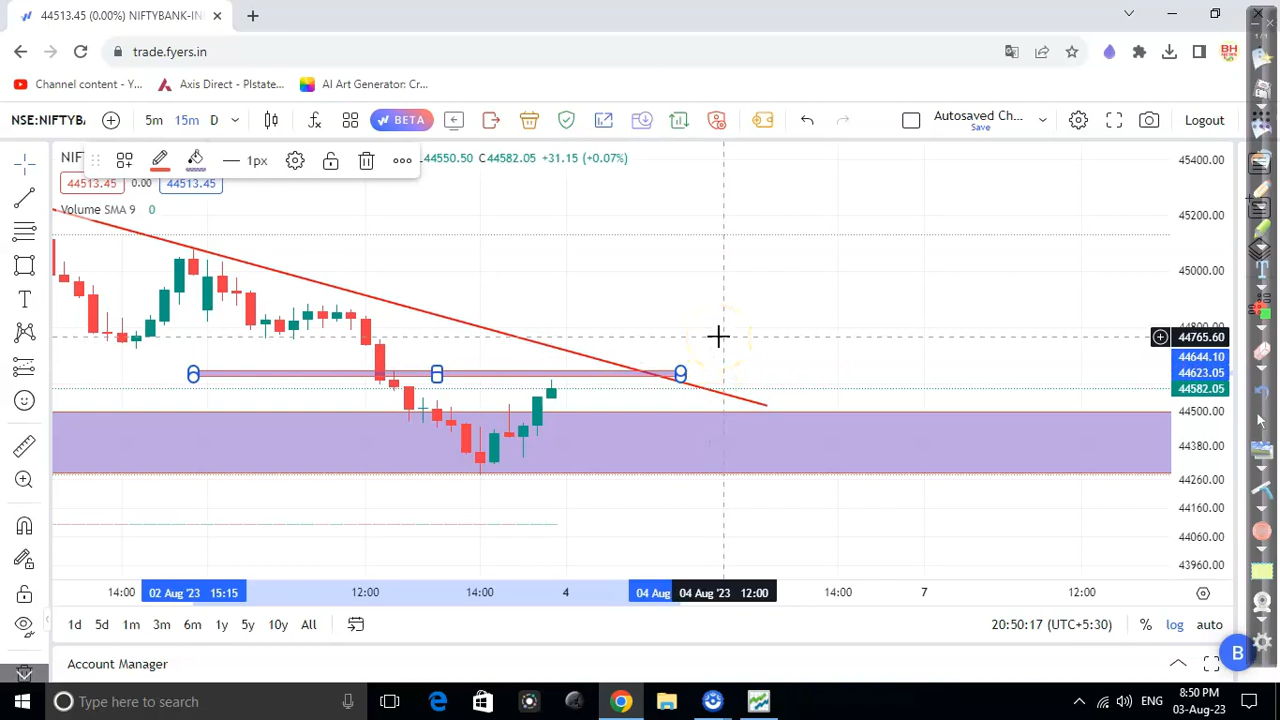 44513.45 (0.00%) NIFTYBANK-IN
trade.fyers.in
Channel content - Y...
Axis Direct - PIstate...
AI Art Generator: Cr...
BH
1/1
NSE:NIFTYB
5m 15m D
BETA
Autosaved Ch...
Save
Logout
NIF
1px
44550.50 C44582.05 +31.15 (+0.07%)
44513.45 0.00 44513.45
Volume SMA 9 0
45400.00
45200.00
45000.00
44800.00
44765.60
44644.10
44623.05
44582.05
44500.00
44380.00
44260.00
44160.00
44060.00
43960.00
14:00 02 Aug '23 15:15 12:00 14:00 4 04 Aug 04 Aug '23 12:00 14:00 7 12:00
1d 5d 1m 3m 6m 1y 5y 10y All
20:50:17 (UTC+5:30) % log auto
B
Account Manager
Type here to search
ENG
8:50 PM
03-Aug-23